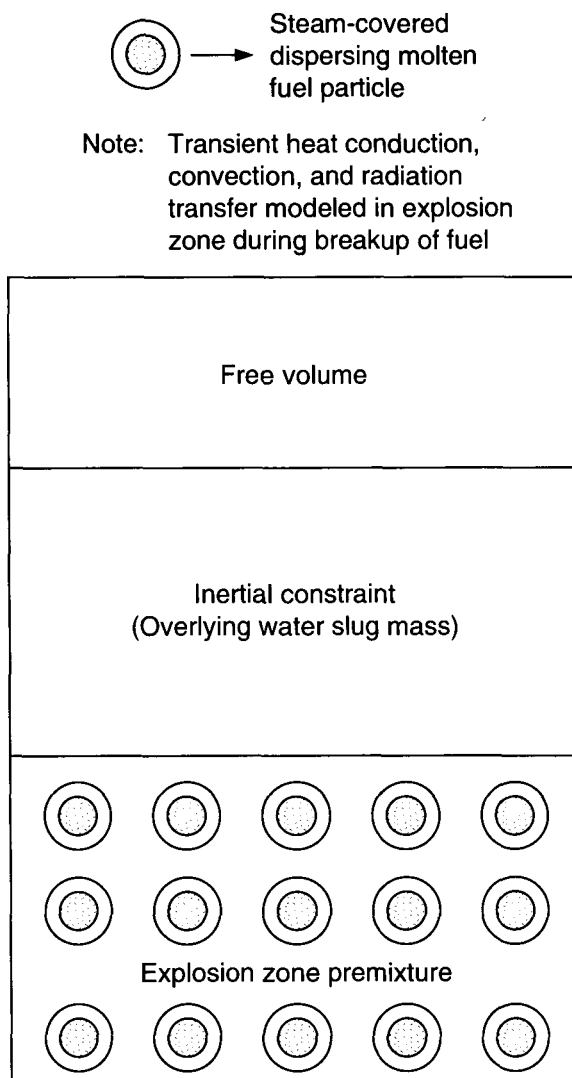 Steam-covered
dispersing molten
fuel particle
Note: Transient heat conduction,
convection, and radiation
transfer modeled in explosion
zone during breakup of fuel
Free volume
Inertial constraint
(Overlying water slug mass)
Explosion zone premixture